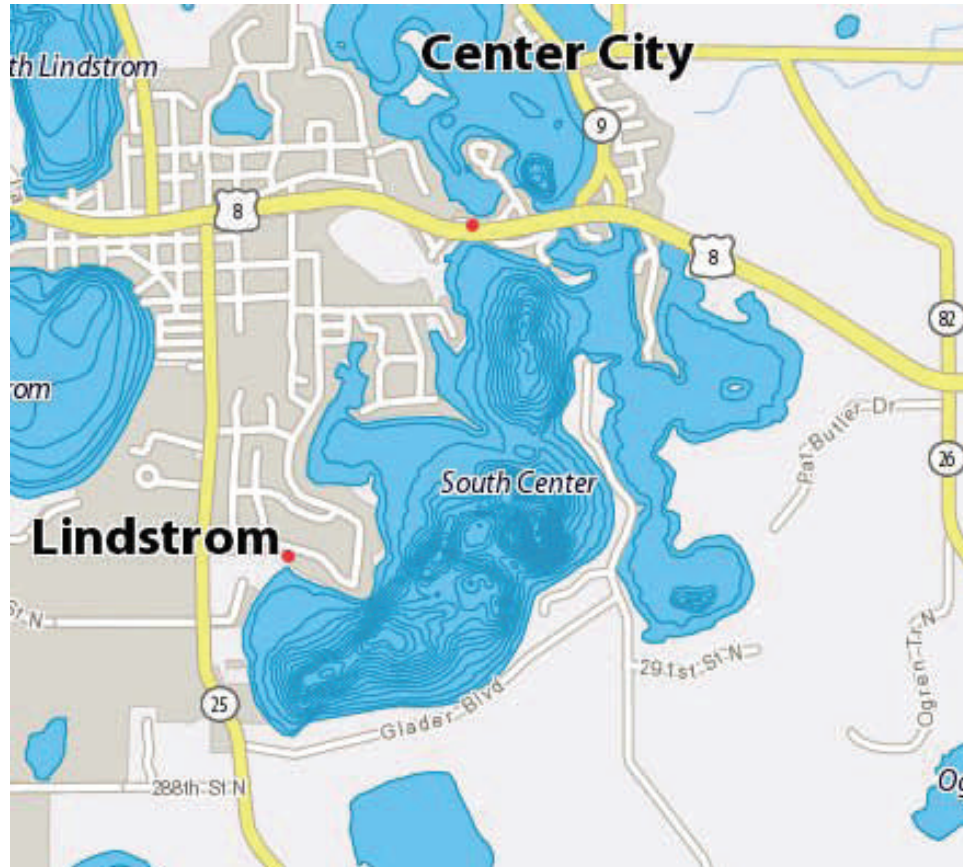 Center City
th Lindstrom
9
8
8
82
rom
Pat Butler Dr
26
South Center
Lindstrom
St N
291st St N
Ogren Tr N
25
Glader Blvd
288th St N
Og